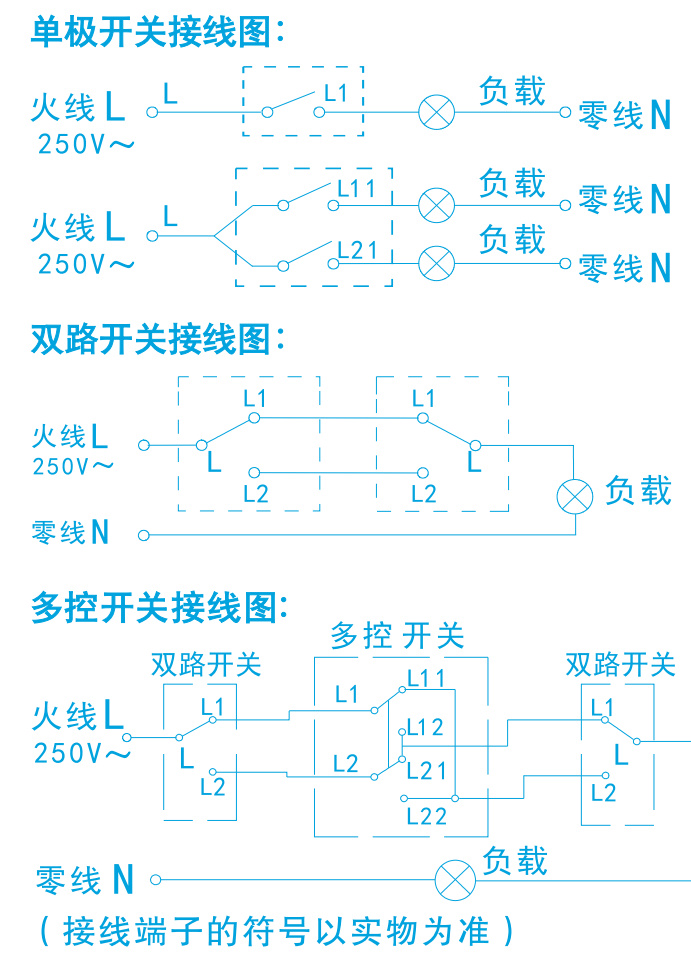 单极开关接线图：
火线 L
250V～
L
L1
负载
零线 N
火线 L
250V～
L
L11
负载
零线 N
L21
负载
零线 N
双路开关接线图：
火线 L
250V～
L1
L
L2
L1
L
L2
负载
零线 N
多控开关接线图：
多控 开关
双路开关
双路开关
火线 L
250V～
L1
L
L2
L1
L11
L12
L2
L21
L22
L1
L
L2
零线 N
负载
（接线端子的符号以实物为准）